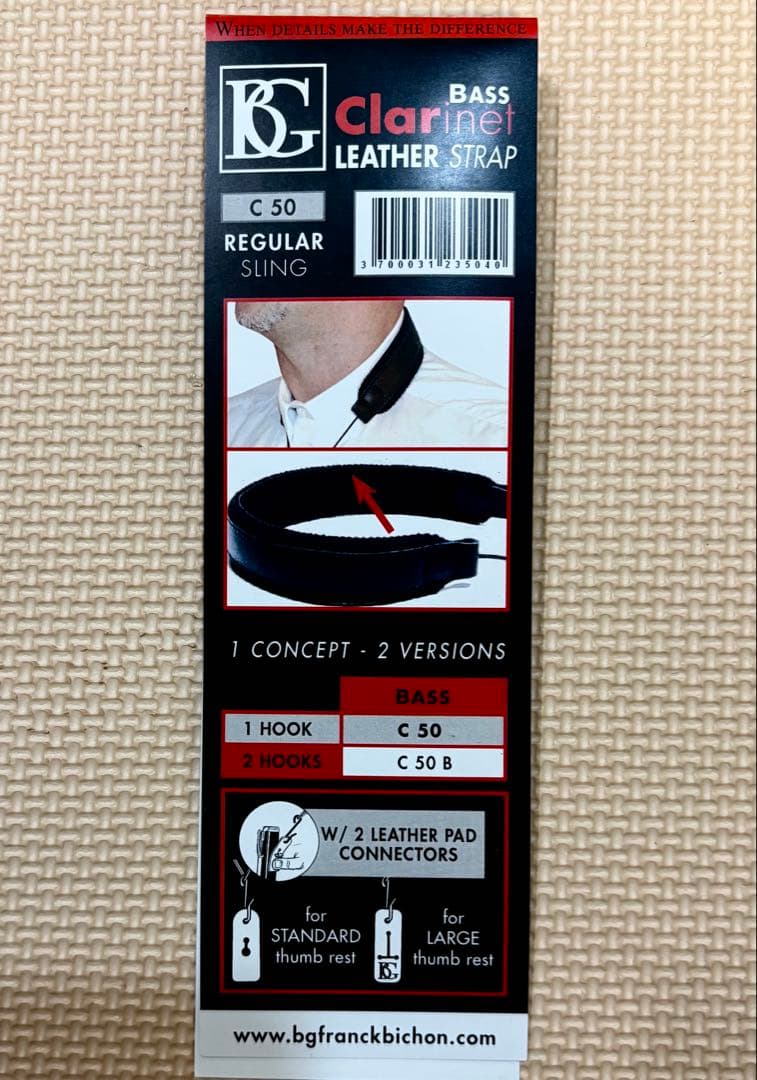 WHEN DETAILS MAKE THE DIFFERENCE
BG
BASS
Clarinet
LEATHER STRAP
C 50
REGULAR
SLING
3 700031 235040
1 CONCEPT - 2 VERSIONS
BASS
1 HOOK C 50
2 HOOKS C 50 B
W/ 2 LEATHER PAD
CONNECTORS
for
STANDARD
thumb rest
BG
for
LARGE
thumb rest
www.bgfranckbichon.com